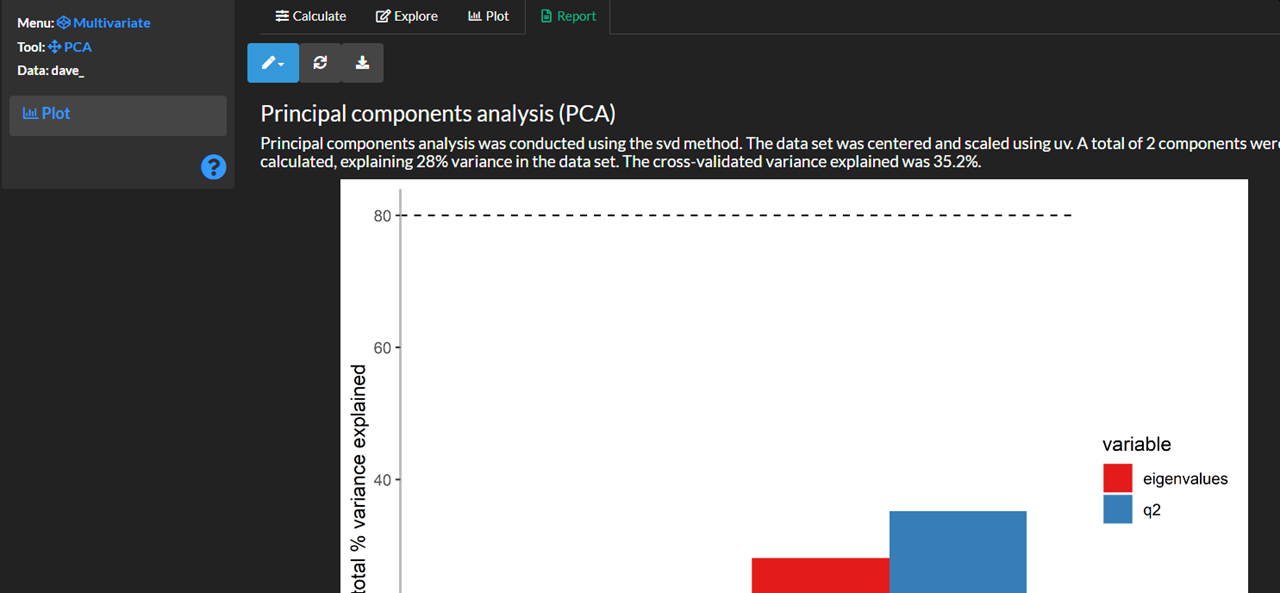 Menu: Multivariate
Tool: PCA
Data: dave_
Plot
Calculate
Explore
Plot
Report
Principal components analysis (PCA)
Principal components analysis was conducted using the svd method. The data set was centered and scaled using uv. A total of 2 components were
calculated, explaining 28% variance in the data set. The cross-validated variance explained was 35.2%.
80
60
40
total % variance explained
variable
eigenvalues
q2